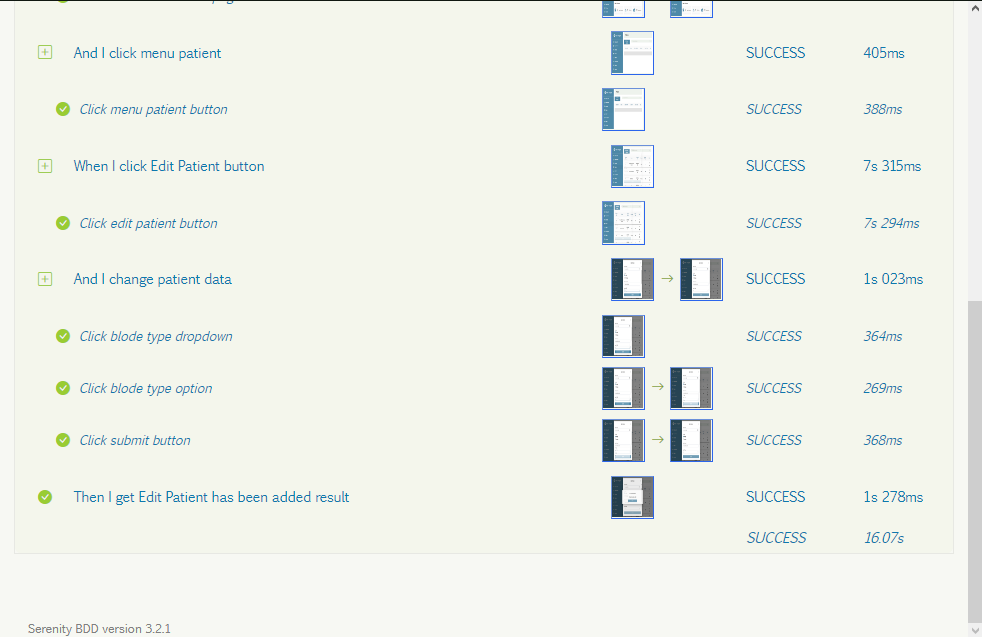 And I click menu patient SUCCESS 405ms
Click menu patient button SUCCESS 388ms
When I click Edit Patient button SUCCESS 7s 315ms
Click edit patient button SUCCESS 7s 294ms
And I change patient data → SUCCESS 1s 023ms
Click blode type dropdown SUCCESS 364ms
Click blode type option → SUCCESS 269ms
Click submit button → SUCCESS 368ms
Then I get Edit Patient has been added result SUCCESS 1s 278ms
SUCCESS 16.07s
Serenity BDD version 3.2.1